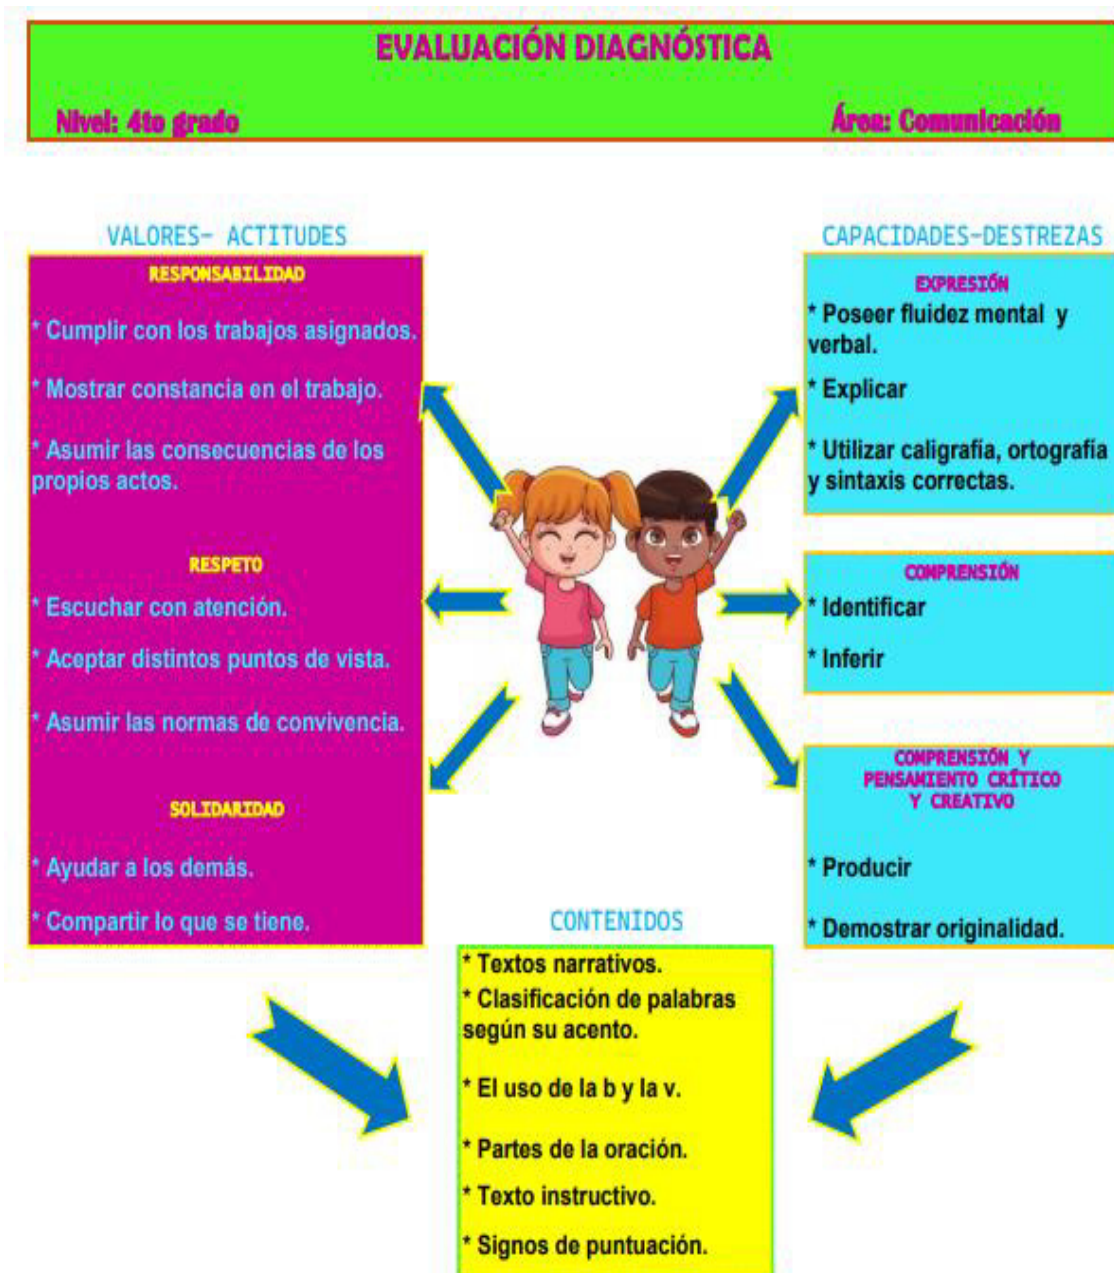 EVALUACIÓN DIAGNÓSTICA
Nivel: 4to grado
Área: Comunicación
VALORES- ACTITUDES
RESPONSABILIDAD
* Cumplir con los trabajos asignados.
* Mostrar constancia en el trabajo.
* Asumir las consecuencias de los
propios actos.
RESPETO
* Escuchar con atención.
* Aceptar distintos puntos de vista.
* Asumir las normas de convivencia.
SOLIDARIDAD
* Ayudar a los demás.
* Compartir lo que se tiene.
CAPACIDADES-DESTREZAS
EXPRESIÓN
* Poseer fluidez mental y
verbal.
* Explicar
* Utilizar caligrafía, ortografía
y sintaxis correctas.
COMPRENSIÓN
* Identificar
* Inferir
COMPRENSIÓN Y
PENSAMIENTO CRÍTICO
Y CREATIVO
* Producir
* Demostrar originalidad.
CONTENIDOS
* Textos narrativos.
* Clasificación de palabras
según su acento.
* El uso de la b y la v.
* Partes de la oración.
* Texto instructivo.
* Signos de puntuación.